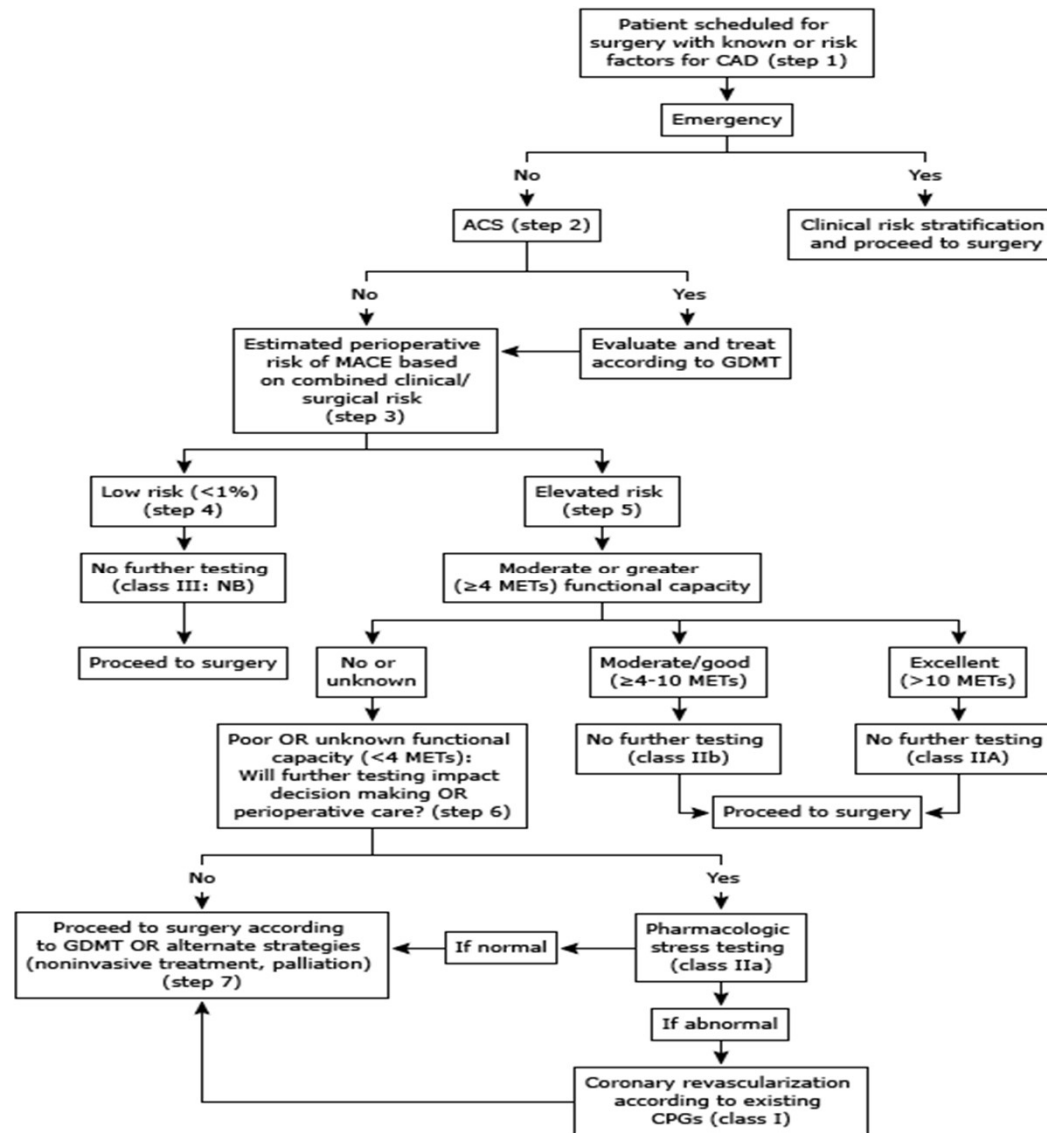 Patient scheduled for
surgery with known or risk
factors for CAD (step 1)
Emergency
No
Yes
ACS (step 2)
Clinical risk stratification
and proceed to surgery
No
Yes
Estimated perioperative
risk of MACE based
on combined clinical/
surgical risk
(step 3)
Evaluate and treat
according to GDMT
Low risk (<1%)
(step 4)
Elevated risk
(step 5)
No further testing
(class III: NB)
Moderate or greater
(≥4 METs) functional capacity
Proceed to surgery
No or
unknown
Moderate/good
(≥4-10 METs)
Excellent
(>10 METs)
Poor OR unknown functional
capacity (<4 METs):
Will further testing impact
decision making OR
perioperative care? (step 6)
No further testing
(class IIb)
No further testing
(class IIA)
Proceed to surgery
No
Yes
Proceed to surgery according
to GDMT OR alternate strategies
(noninvasive treatment, palliation)
(step 7)
If normal
Pharmacologic
stress testing
(class IIa)
If abnormal
Coronary revascularization
according to existing
CPGs (class I)